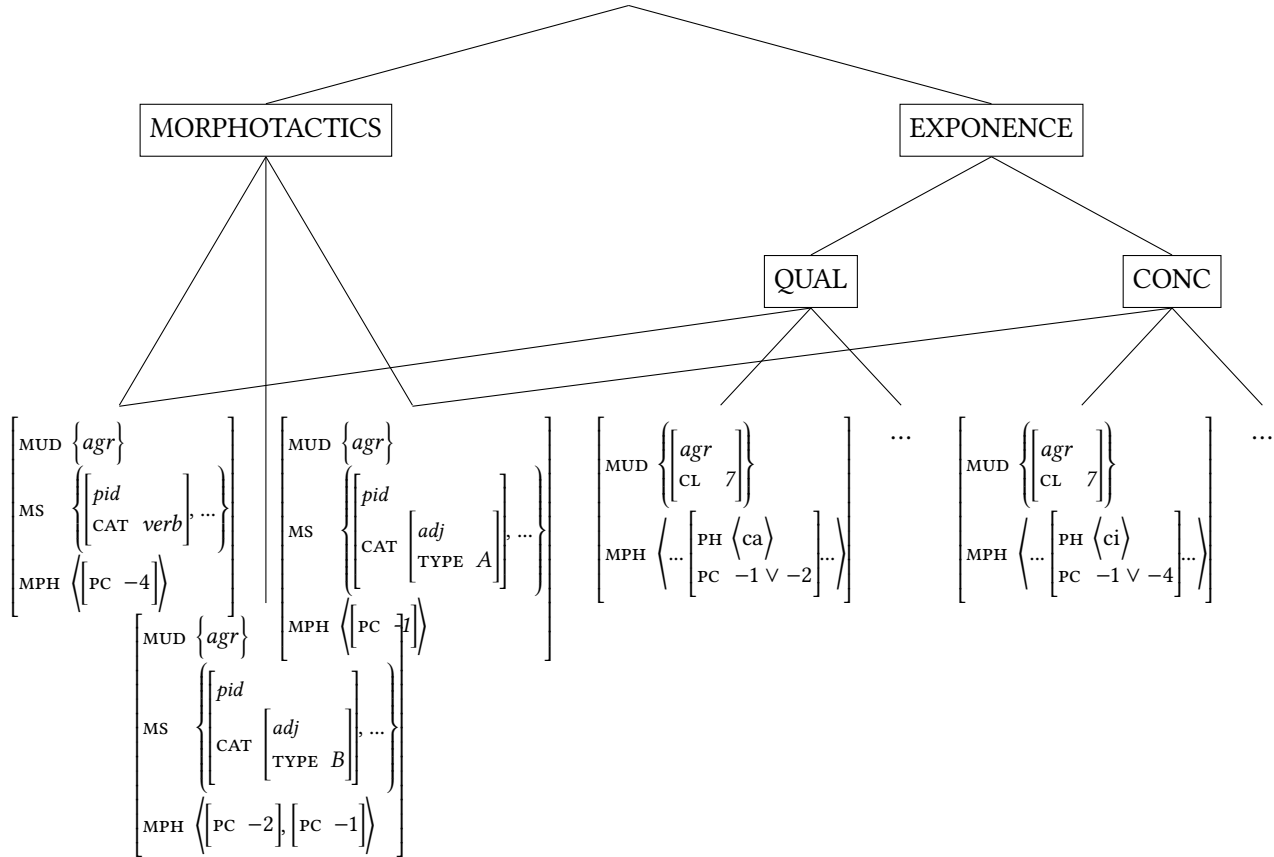 MORPHOTACTICS
EXPONENCE
QUAL
CONC
MUD {agr}
MS {[pid
CAT verb], ...}
MPH ⟨[PC −4]⟩
MUD {agr}
MS {[pid
CAT [adj
TYPE A]], ...}
MPH ⟨[PC -1]⟩
MUD {[agr
CL 7]}
MPH ⟨... [PH ⟨ca⟩
PC −1 ∨ −2] ...⟩
...
MUD {[agr
CL 7]}
MPH ⟨... [PH ⟨ci⟩
PC −1 ∨ −4] ...⟩
...
MUD {agr}
MS {[pid
CAT [adj
TYPE B]], ...}
MPH ⟨[PC −2], [PC −1]⟩